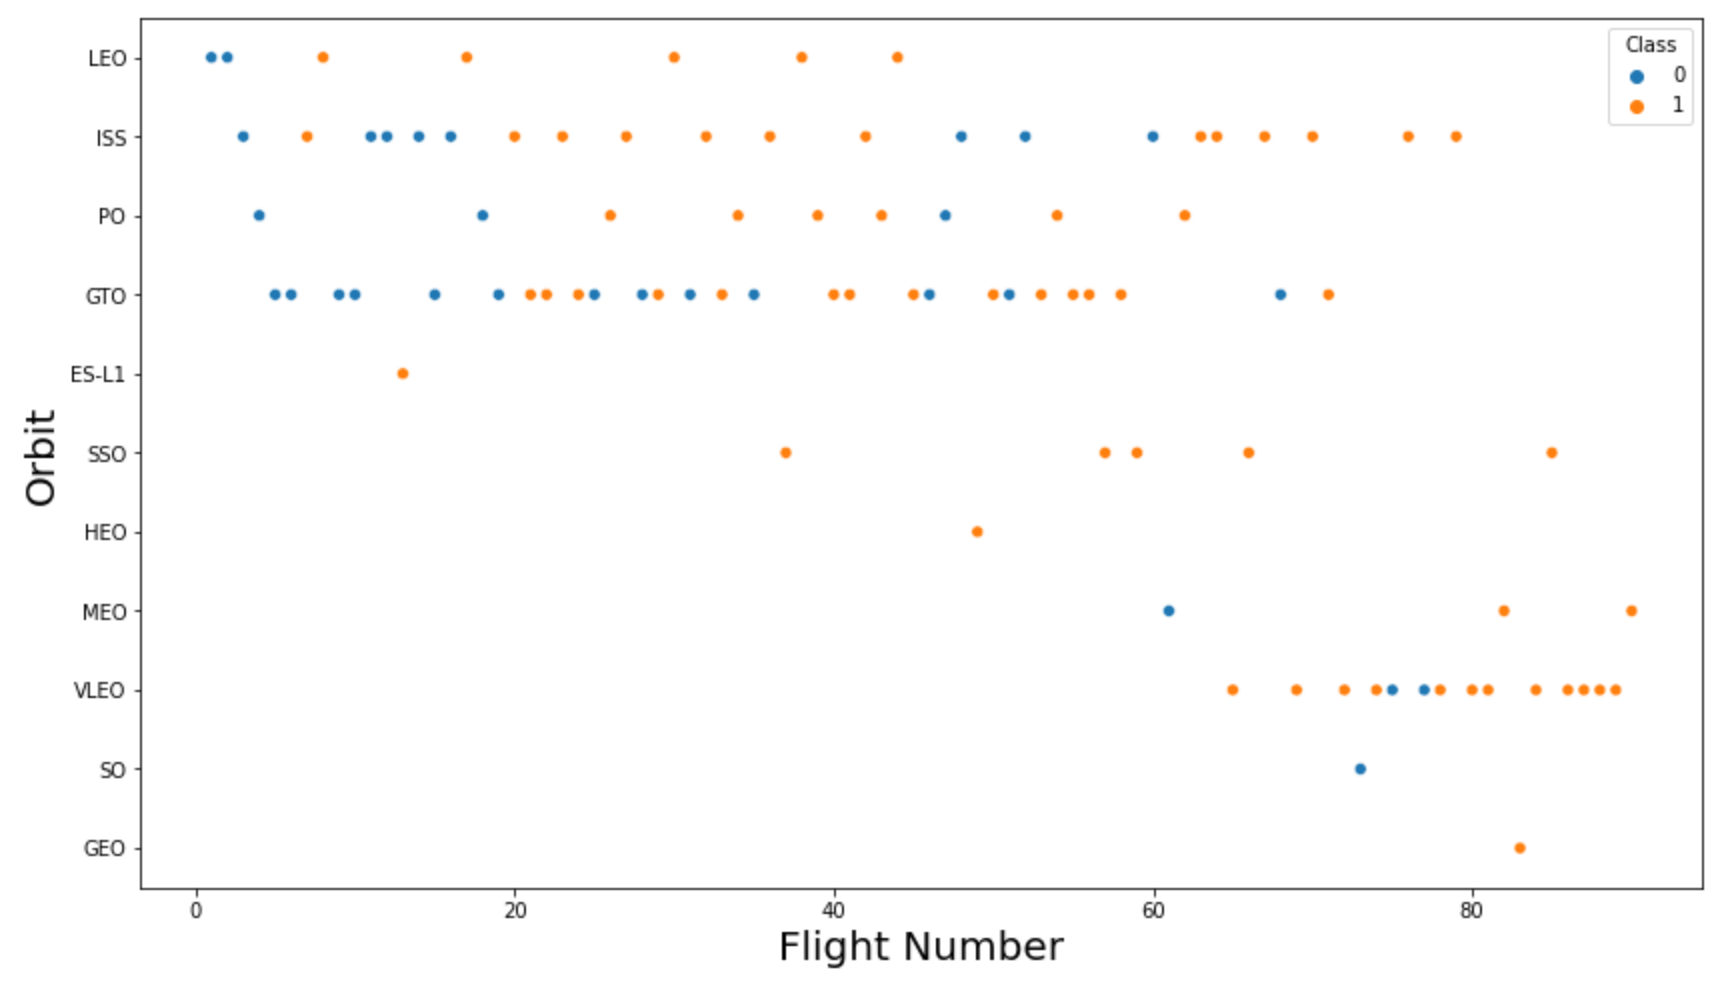 Class
0
1
LEO
ISS
PO
GTO
ES-L1
SSO
HEO
MEO
VLEO
SO
GEO
Orbit
0 20 40 60 80
Flight Number